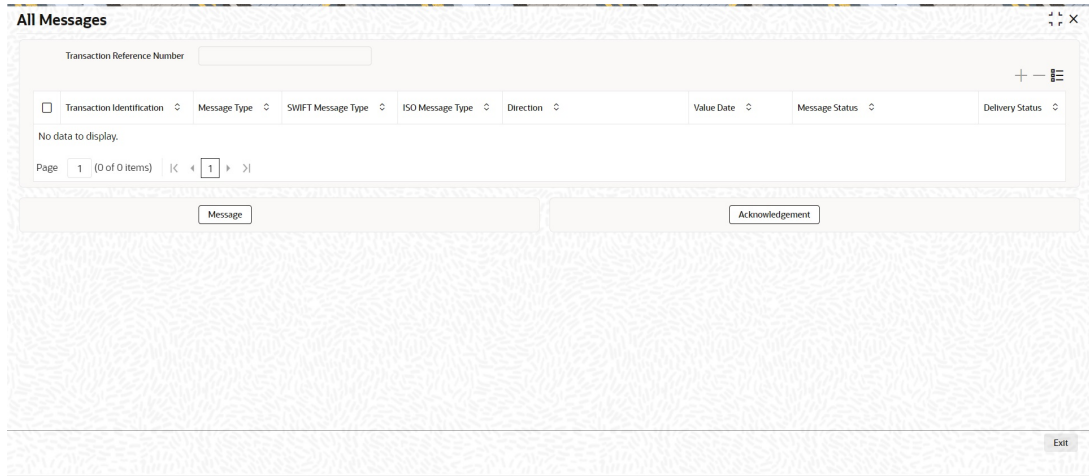 All Messages
Transaction Reference Number
Transaction Identification Message Type SWIFT Message Type ISO Message Type Direction Value Date Message Status Delivery Status
No data to display.
Page 1 (0 of 0 items) 1
Message Acknowledgement
Exit